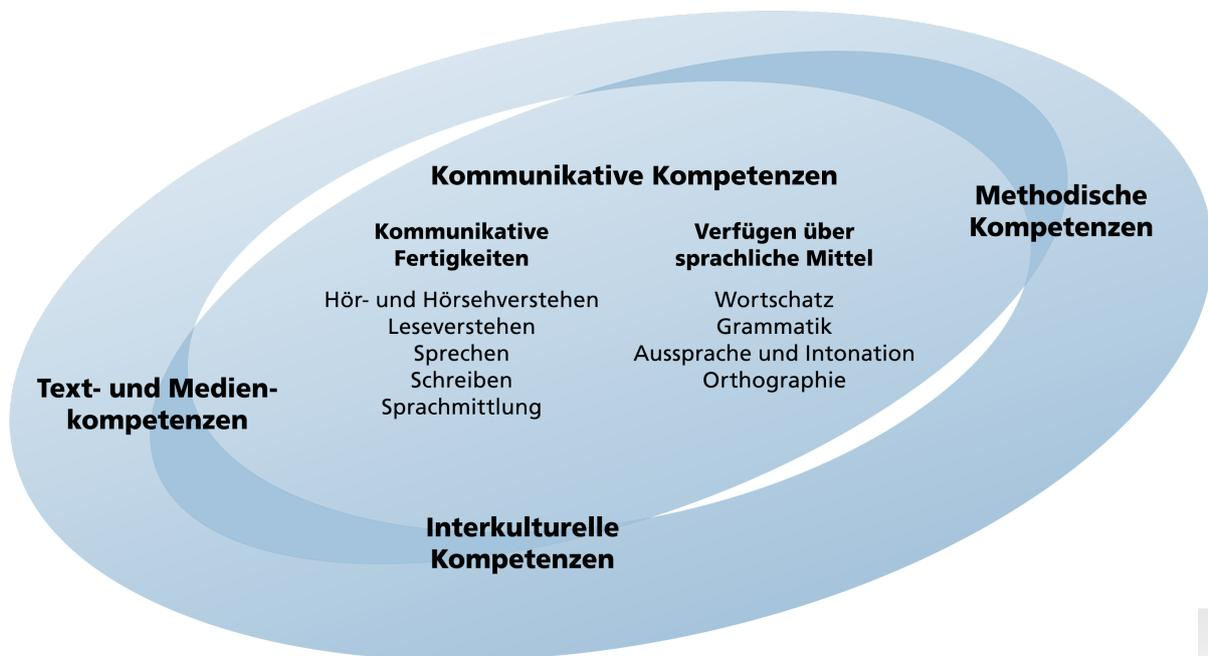 Kommunikative Kompetenzen
Kommunikative
Fertigkeiten
Hör- und Hörsehverstehen
Leseverstehen
Sprechen
Schreiben
Sprachmittlung
Verfügen über
sprachliche Mittel
Wortschatz
Grammatik
Aussprache und Intonation
Orthographie
Methodische
Kompetenzen
Text- und Medien-
kompetenzen
Interkulturelle
Kompetenzen